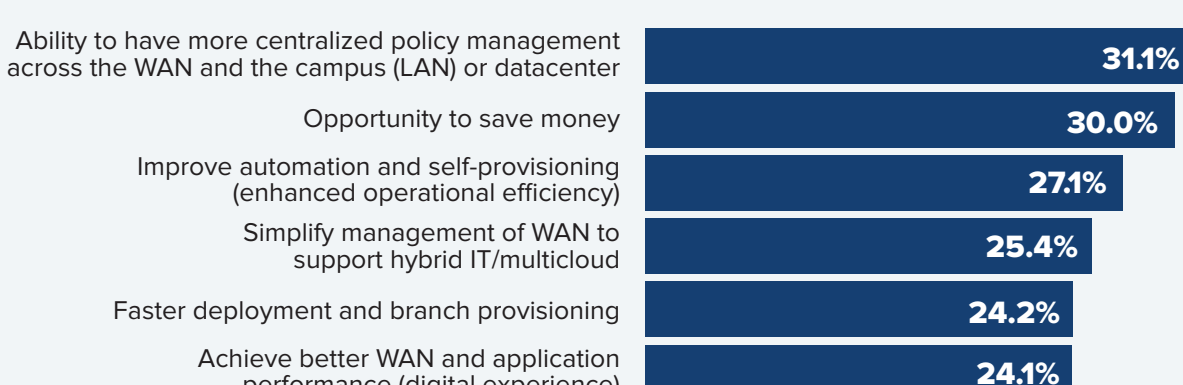 Ability to have more centralized policy management
across the WAN and the campus (LAN) or datacenter
31.1%
Opportunity to save money
30.0%
Improve automation and self-provisioning
(enhanced operational efficiency)
27.1%
Simplify management of WAN to
support hybrid IT/multicloud
25.4%
Faster deployment and branch provisioning
24.2%
Achieve better WAN and application
performance (digital experience)
24.1%